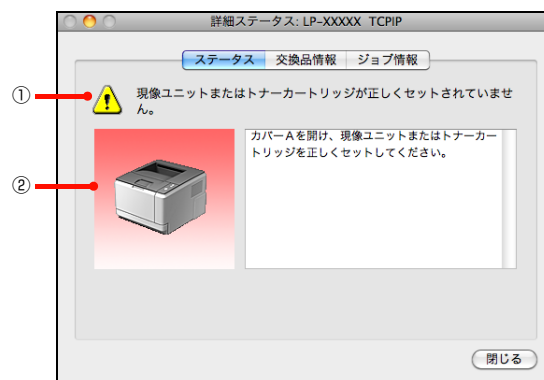 詳細ステータス: LP-XXXXX TCPIP
ステータス 交換品情報 ジョブ情報
①
現像ユニットまたはトナーカートリッジが正しくセットされていませ
ん。
②
カバーAを開け、現像ユニットまたはトナーカー
トリッジを正しくセットしてください。
閉じる